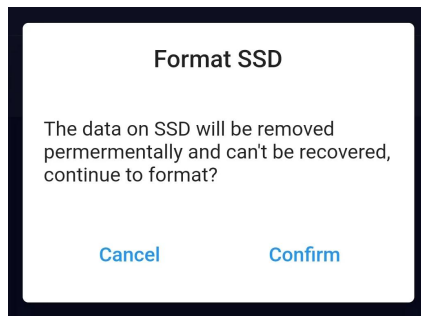 Format SSD
The data on SSD will be removed
permermentally and can't be recovered,
continue to format?
Cancel Confirm